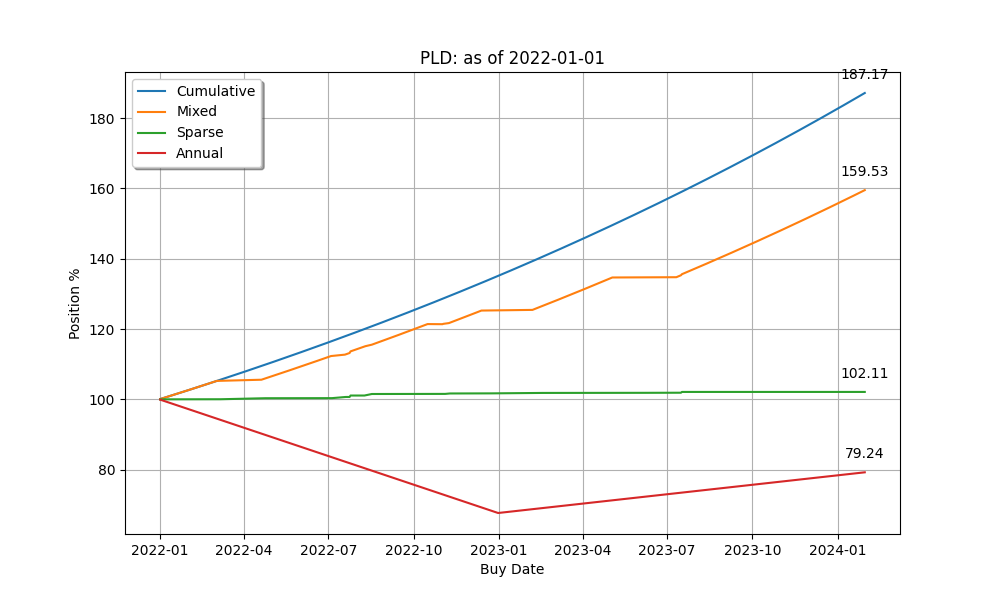 PLD: as of 2022-01-01
187.17
Cumulative
Mixed
Sparse
Annual
159.53
102.11
79.24
180
160
140
120
100
80
Position %
2022-01 2022-04 2022-07 2022-10 2023-01 2023-04 2023-07 2023-10 2024-01
Buy Date